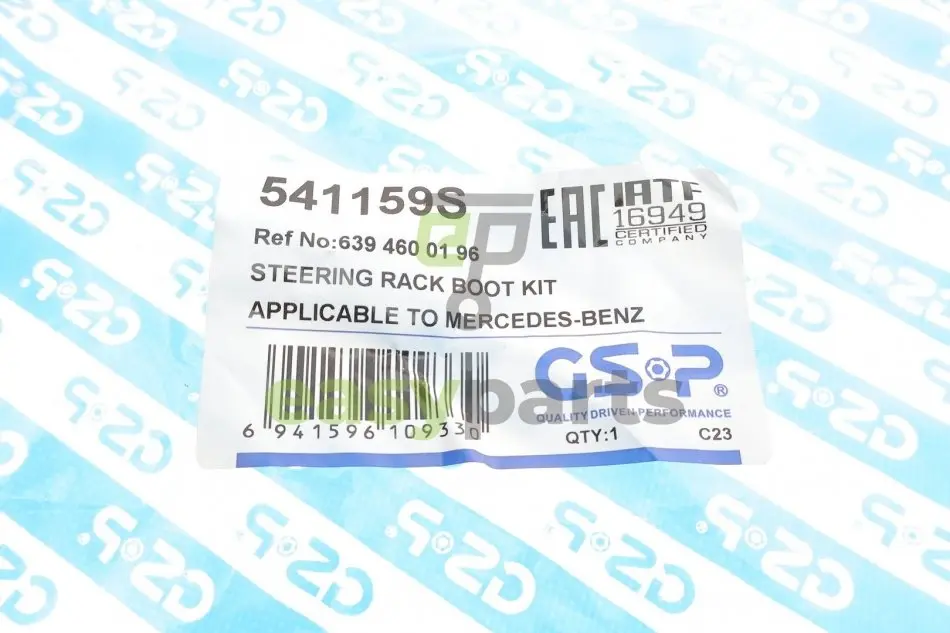 541159S
EAC
IATF
16949
CERTIFIED
COMPANY
Ref No:639 460 01 96
STEERING RACK BOOT KIT
APPLICABLE TO MERCEDES-BENZ
6 941596 109330
GSP®
QUALITY DRIVEN PERFORMANCE
QTY:1 C23
easyparts